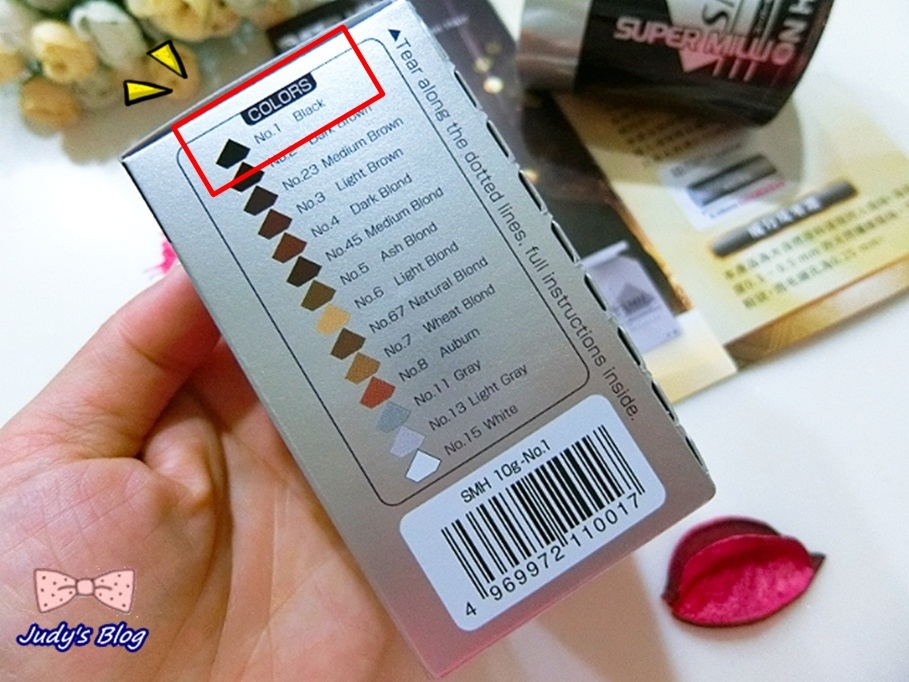 COLORS
No.1 Black
No.2 Dark Brown
No.23 Medium Brown
No.3 Light Brown
No.4 Dark Blond
No.45 Medium Blond
No.5 Ash Blond
No.6 Light Blond
No.67 Natural Blond
No.7 Wheat Blond
No.8 Auburn
No.11 Gray
No.13 Light Gray
No.15 White
▲Tear along the dotted lines, full instructions inside.
SMH 10g-No.1
4 969972 110017
SUPER MILLION
Judy's Blog